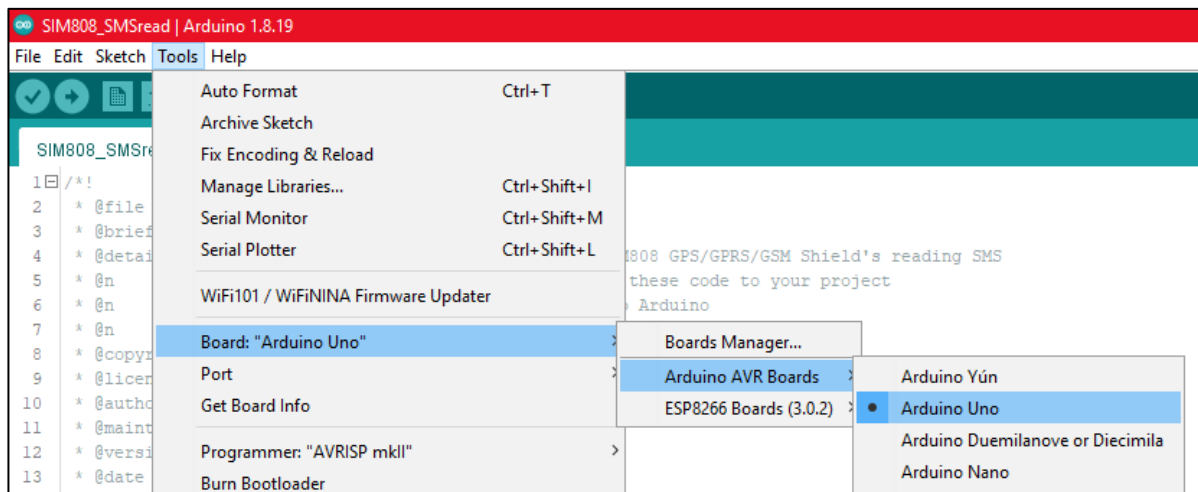 SIM808_SMSread | Arduino 1.8.19
File Edit Sketch Tools Help
Auto Format Ctrl+T
Archive Sketch
SIM808_SMSre
Fix Encoding & Reload
1 /*!
Manage Libraries... Ctrl+Shift+I
2 * @file
Serial Monitor Ctrl+Shift+M
3 * @brief
Serial Plotter Ctrl+Shift+L
4 * @detai
M808 GPS/GPRS/GSM Shield's reading SMS
5 * @n
these code to your project
6 * @n
WiFi101 / WiFiNINA Firmware Updater
Arduino
7 * @n
8 * @copyr
Board: "Arduino Uno"
Boards Manager...
9 * @licen
Port
Arduino AVR Boards
Arduino Yún
10 * @autho
Get Board Info
ESP8266 Boards (3.0.2)
Arduino Uno
11 * @maint
Arduino Duemilanove or Diecimila
12 * @versi
Programmer: "AVRISP mkII"
Arduino Nano
13 * @date
Burn Bootloader